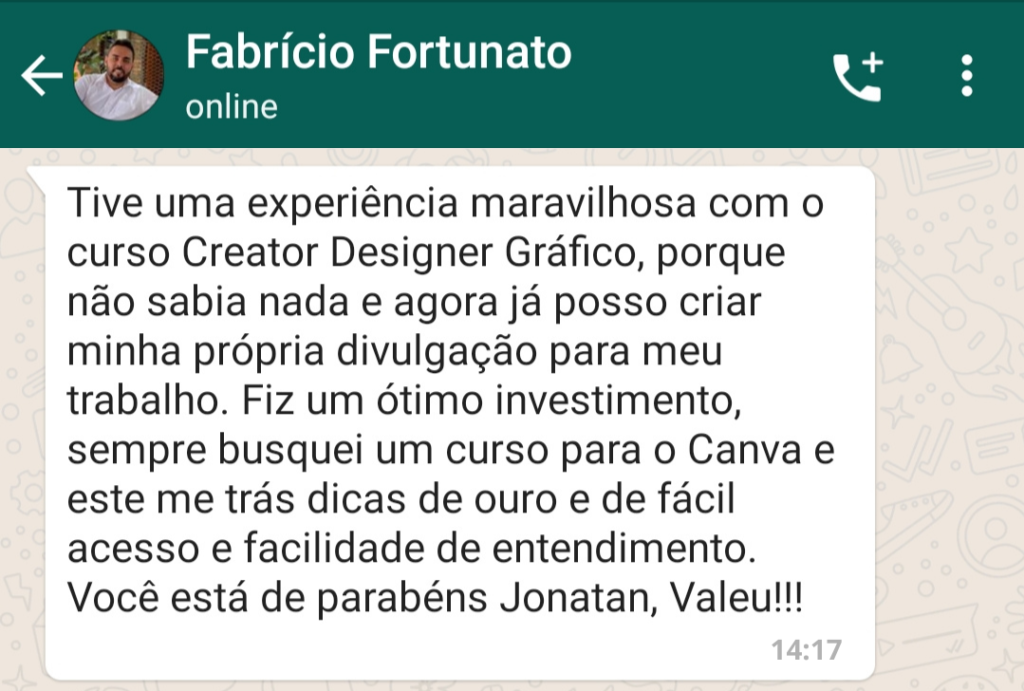 Fabrício Fortunato
online
Tive uma experiência maravilhosa com o
curso Creator Designer Gráfico, porque
não sabia nada e agora já posso criar
minha própria divulgação para meu
trabalho. Fiz um ótimo investimento,
sempre busquei um curso para o Canva e
este me trás dicas de ouro e de fácil
acesso e facilidade de entendimento.
Você está de parabéns Jonatan, Valeu!!!
14:17